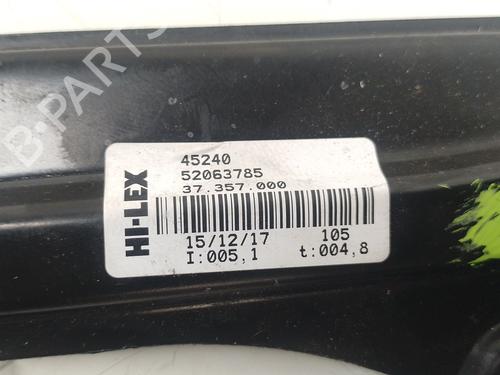 B-PARTS
HI-LEX
45240
52063785
37.357.000
15/12/17 105
I:005,1 t:004,8